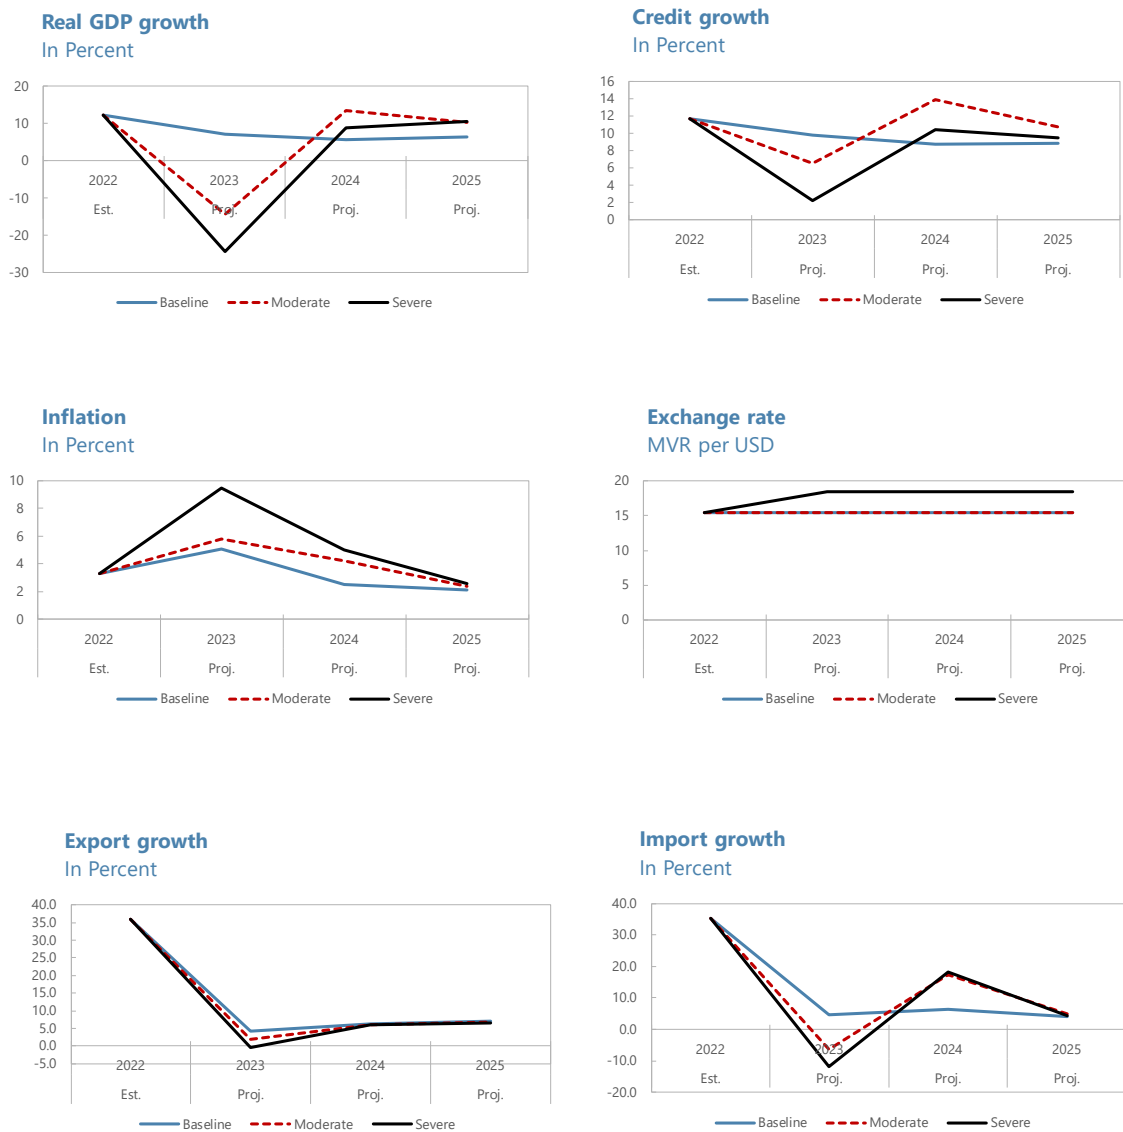 Real GDP growth
In Percent
20
10
0
-10
-20
-30
2022 2023 2024 2025
Est. Proj. Proj. Proj.
Baseline Moderate Severe
Credit growth
In Percent
16
14
12
10
8
6
4
2
0
2022 2023 2024 2025
Est. Proj. Proj. Proj.
Baseline Moderate Severe
Inflation
In Percent
10
8
6
4
2
0
2022 2023 2024 2025
Est. Proj. Proj. Proj.
Baseline Moderate Severe
Exchange rate
MVR per USD
20
15
10
5
0
2022 2023 2024 2025
Est. Proj. Proj. Proj.
Baseline Moderate Severe
Export growth
In Percent
40.0
35.0
30.0
25.0
20.0
15.0
10.0
5.0
0.0
-5.0
2022 2023 2024 2025
Est. Proj. Proj. Proj.
Baseline Moderate Severe
Import growth
In Percent
40.0
30.0
20.0
10.0
0.0
-10.0
-20.0
2022 2023 2024 2025
Est. Proj. Proj. Proj.
Baseline Moderate Severe